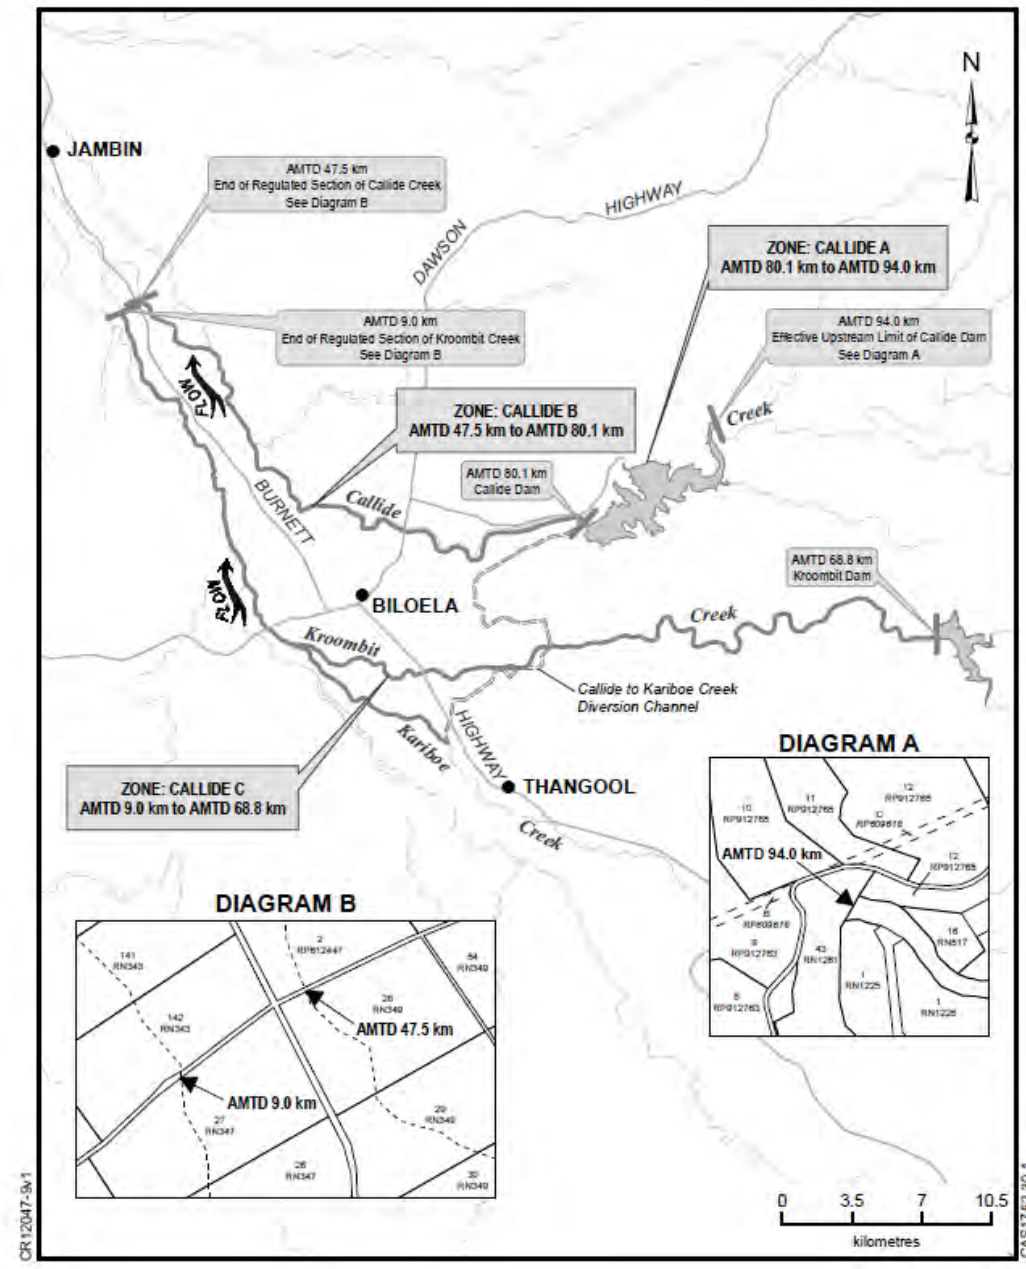 N
JAMBIN
AMTD 47.5 km
End of Regulated Section of Callide Creek
See Diagram B
DAWSON
HIGHWAY
ZONE: CALLIDE A
AMTD 80.1 km to AMTD 94.0 km
AMTD 9.0 km
End of Regulated Section of Kroombit Creek
See Diagram B
AMTD 94.0 km
Effective Upstream Limit of Callide Dam
See Diagram A
FLOW
ZONE: CALLIDE B
AMTD 47.5 km to AMTD 80.1 km
Creek
AMTD 80.1 km
Callide Dam
Callide
BURNETT
AMTD 68.8 km
Kroombit Dam
FLOW
BILOELA
Creek
Kroombit
Callide to Kariboe Creek
Diversion Channel
HIGHWAY
Kariboe
ZONE: CALLIDE C
AMTD 9.0 km to AMTD 68.8 km
THANGOOL
Creek
DIAGRAM A
12
RP912765
11
RP912765
10
RP912765
C
RP609678
AMTD 94.0 km
12
RP912765
B
RP609678
9
RP912763
43
RN1261
16
RN517
1
RN1225
RP912763
1
DIAGRAM B
2
RP612447
141
RN343
54
RN349
142
RN343
28
RN349
AMTD 47.5 km
AMTD 9.0 km
27
RN347
29
RN349
28
RN347
30
RN349
0 3.5 7 10.5
kilometres
CR12047-9v1